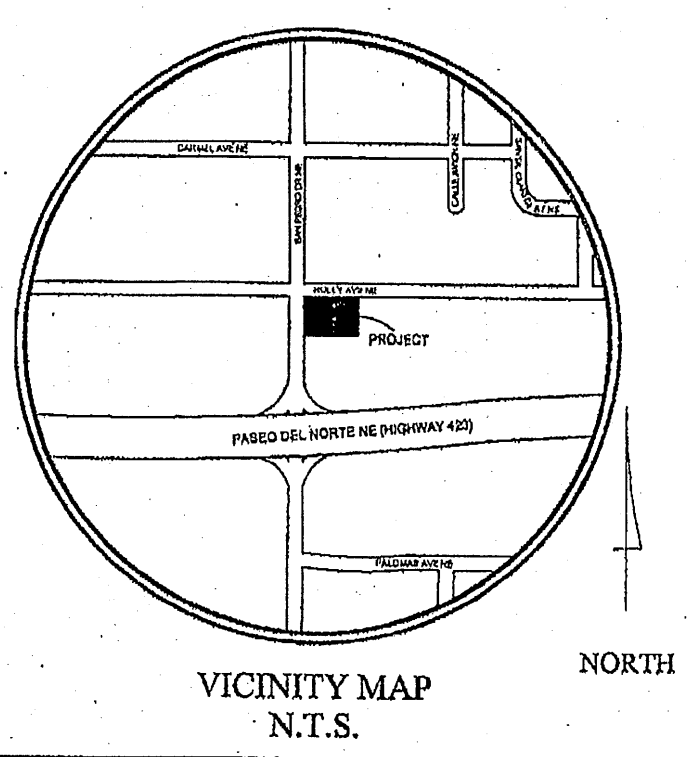 CARMEL AVE NE
SAN PEDRO DR NE
CALLE AVION NE
HOLLY AVE NE
PROJECT
PASEO DEL NORTE NE (HIGHWAY 423)
PALOMAS AVE NE
NORTH
VICINITY MAP
N.T.S.